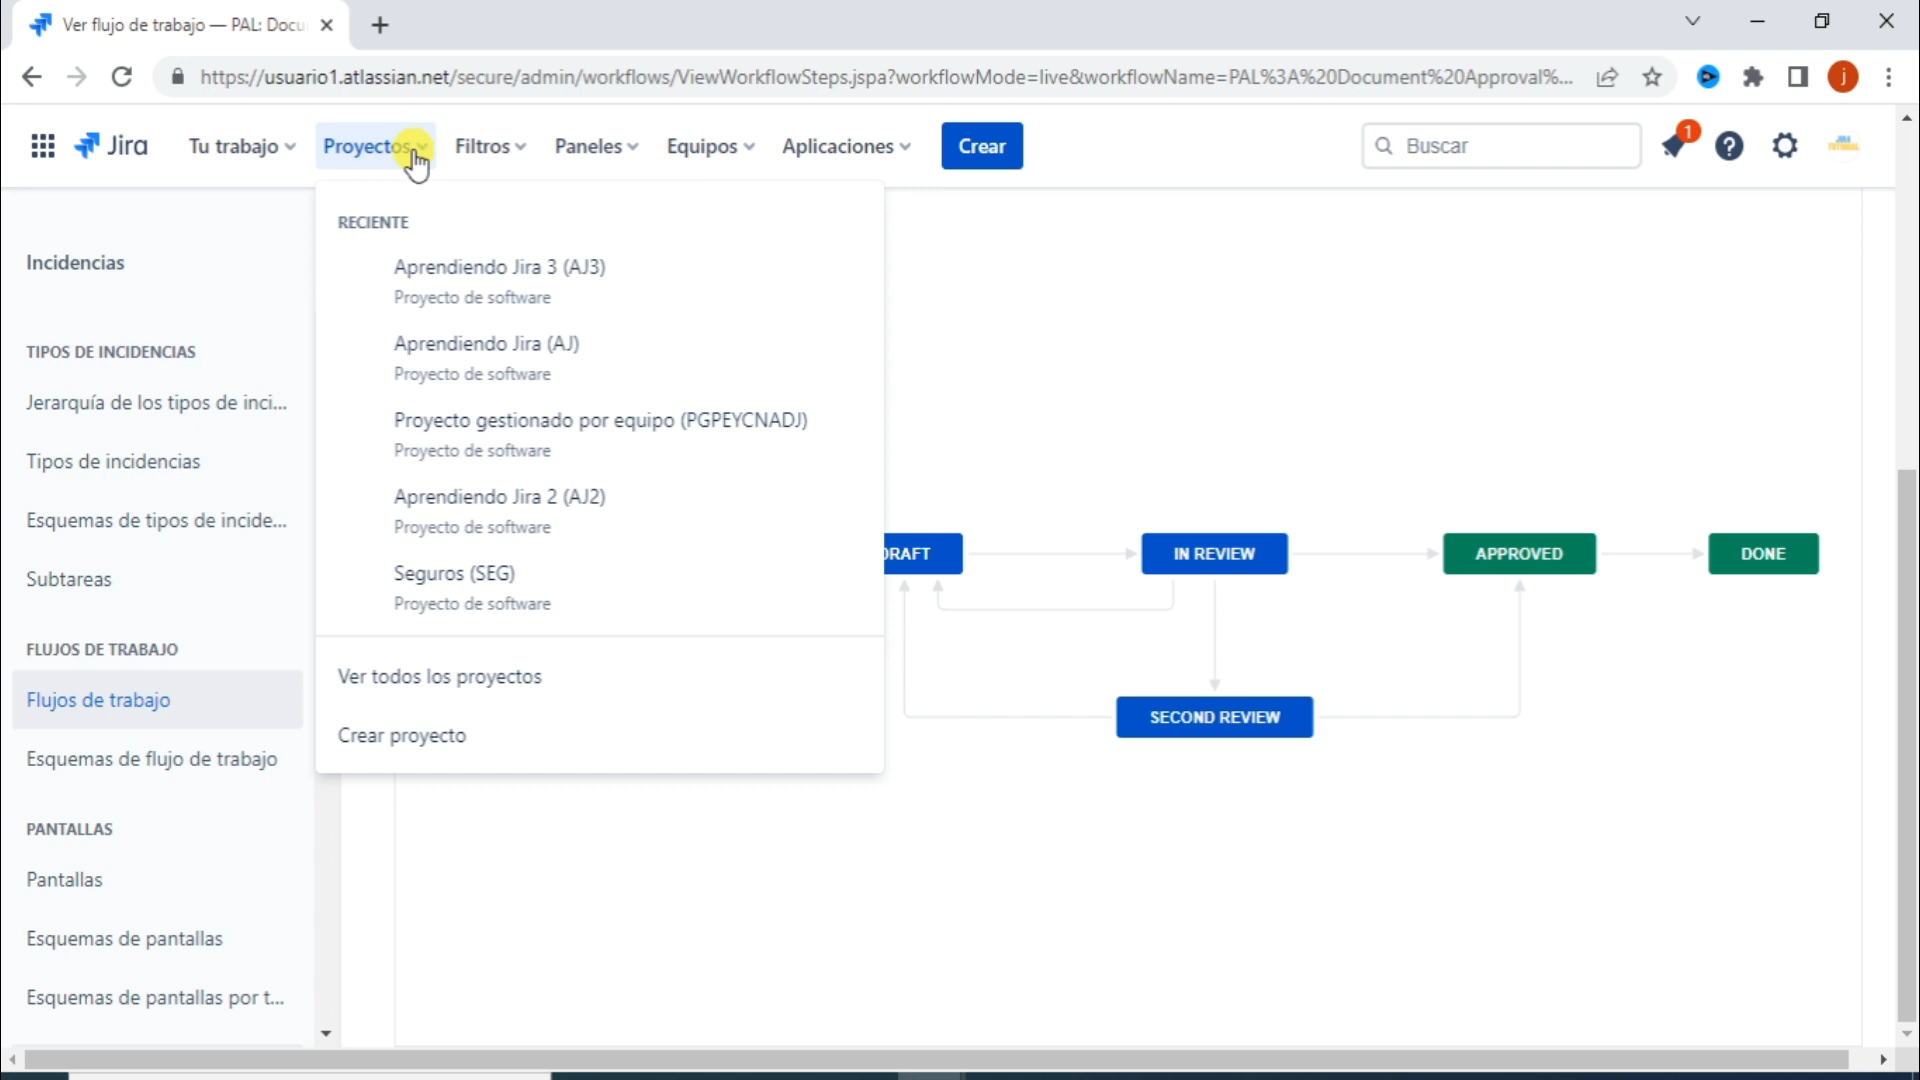 Ver flujo de trabajo — PAL: Docu
https://usuario1.atlassian.net/secure/admin/workflows/ViewWorkflowSteps.jspa?workflowMode=live&workflowName=PAL%3A%20Document%20Approval%...
j
Jira
Tu trabajo
Proyectos
Filtros
Paneles
Equipos
Aplicaciones
Crear
Buscar
1
Incidencias
TIPOS DE INCIDENCIAS
Jerarquía de los tipos de inci...
Tipos de incidencias
Esquemas de tipos de incide...
Subtareas
FLUJOS DE TRABAJO
Flujos de trabajo
Esquemas de flujo de trabajo
PANTALLAS
Pantallas
Esquemas de pantallas
Esquemas de pantallas por t...
RECIENTE
Aprendiendo Jira 3 (AJ3)
Proyecto de software
Aprendiendo Jira (AJ)
Proyecto de software
Proyecto gestionado por equipo (PGPEYCNADJ)
Proyecto de software
Aprendiendo Jira 2 (AJ2)
Proyecto de software
Seguros (SEG)
Proyecto de software
Ver todos los proyectos
Crear proyecto
DRAFT
IN REVIEW
APPROVED
DONE
SECOND REVIEW